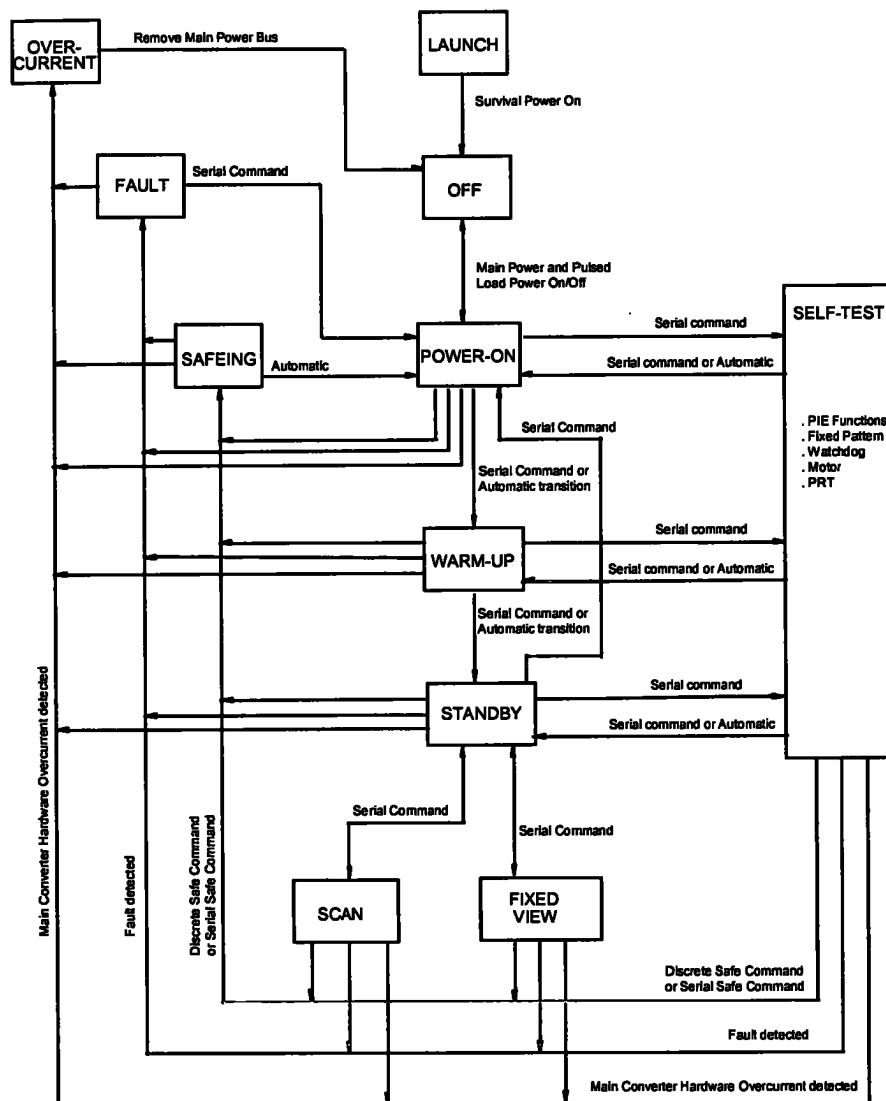 OVER-
CURRENT
Remove Main Power Bus
LAUNCH
Survival Power On
FAULT
Serial Command
OFF
Main Power and Pulsed
Load Power On/Off
SELF-TEST
SAFEING
Automatic
POWER-ON
Serial command
Serial command or Automatic
Serial Command
. PIE Functions
. Fixed Pattern
. Watchdog
. Motor
. PRT
Serial Command or
Automatic transition
WARM-UP
Serial command
Serial command or Automatic
Serial Command or
Automatic transition
STANDBY
Serial command
Serial command or Automatic
Main Converter Hardware Overcurrent detected
Fault detected
Discrete Safe Command
or Serial Safe Command
Serial Command
Serial Command
SCAN
FIXED
VIEW
Discrete Safe Command
or Serial Safe Command
Fault detected
Main Converter Hardware Overcurrent detected